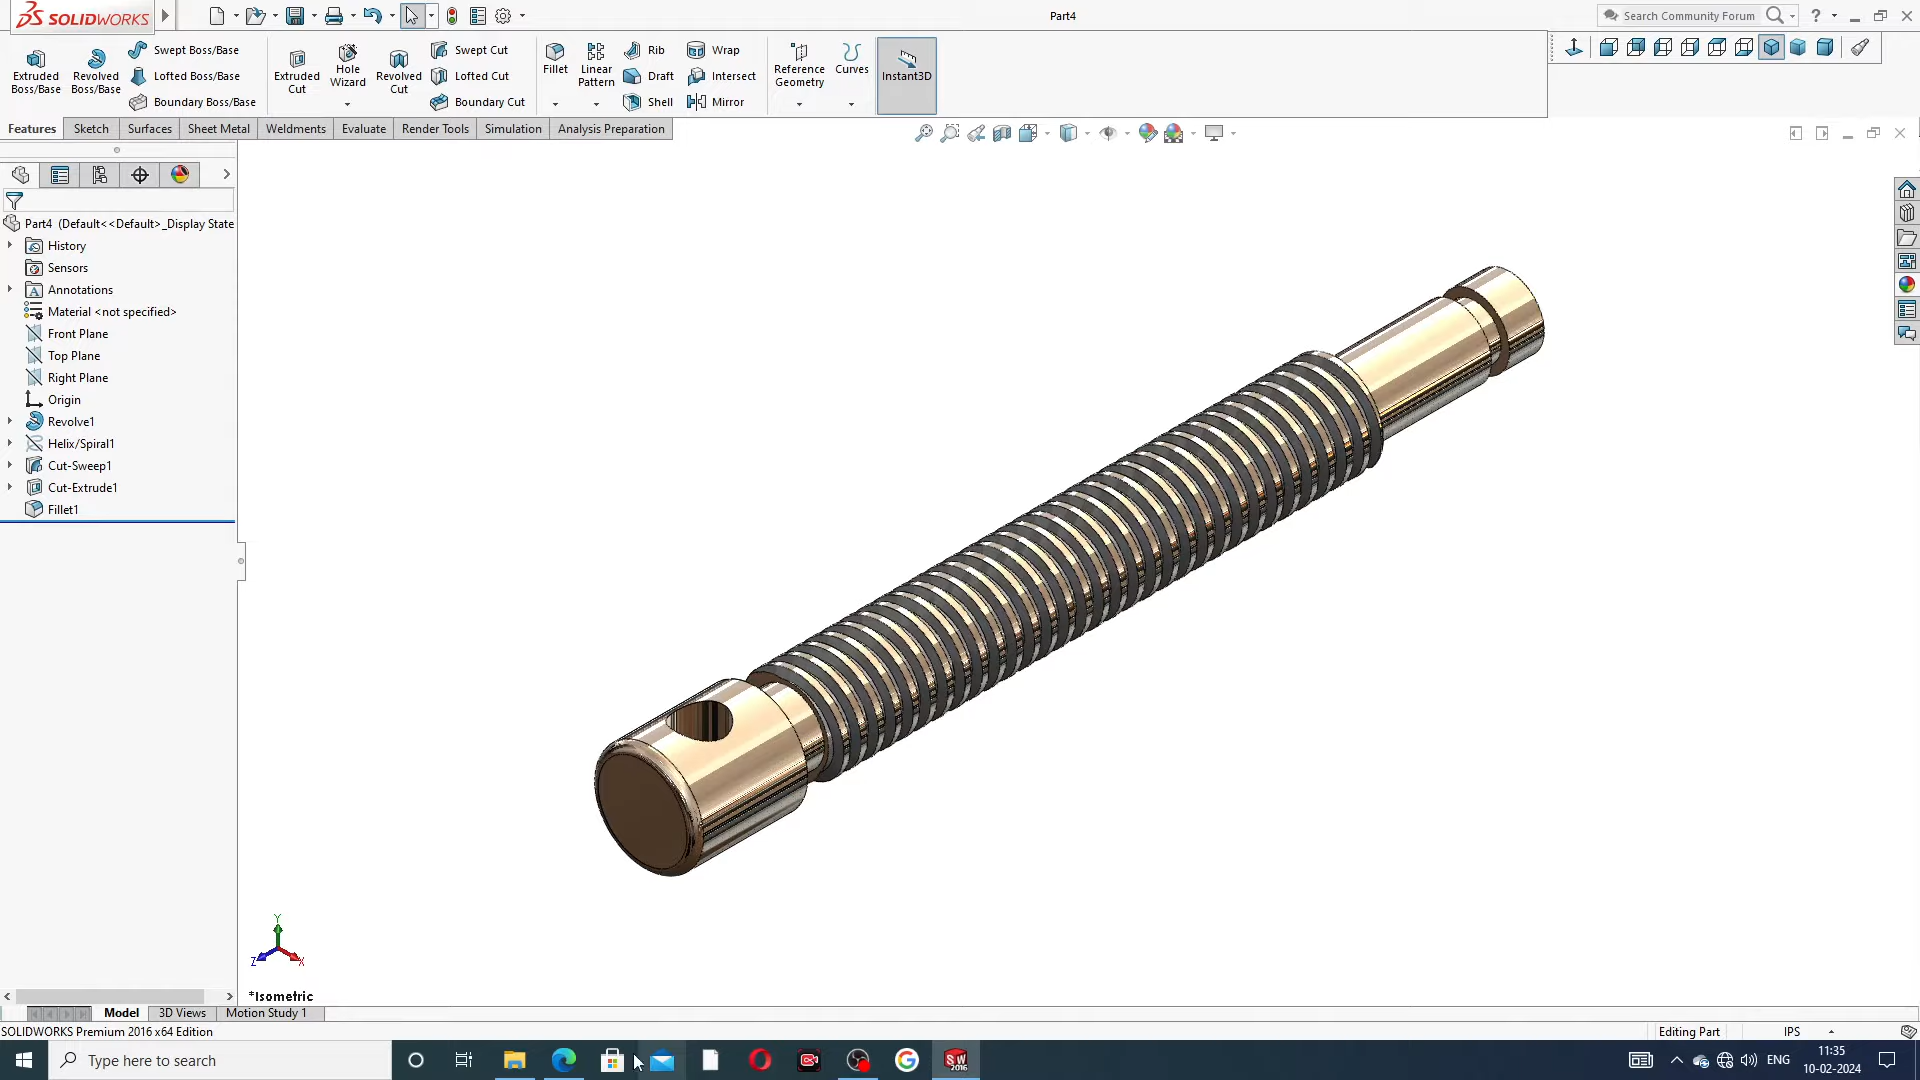 SOLIDWORKS
Part4
Search Community Forum
Extruded Boss/Base
Revolved Boss/Base
Swept Boss/Base
Lofted Boss/Base
Boundary Boss/Base
Extruded Cut
Hole Wizard
Revolved Cut
Swept Cut
Lofted Cut
Boundary Cut
Fillet
Linear Pattern
Rib
Draft
Shell
Wrap
Intersect
Mirror
Reference Geometry
Curves
Instant3D
Features
Sketch
Surfaces
Sheet Metal
Weldments
Evaluate
Render Tools
Simulation
Analysis Preparation
Part4 (Default<<Default>_Display State
History
Sensors
Annotations
Material <not specified>
Front Plane
Top Plane
Right Plane
Origin
Revolve1
Helix/Spiral1
Cut-Sweep1
Cut-Extrude1
Fillet1
Y
Z
X
*Isometric
Model
3D Views
Motion Study 1
SOLIDWORKS Premium 2016 x64 Edition
Editing Part
IPS
Type here to search
SW
2016
ENG
11:35
10-02-2024